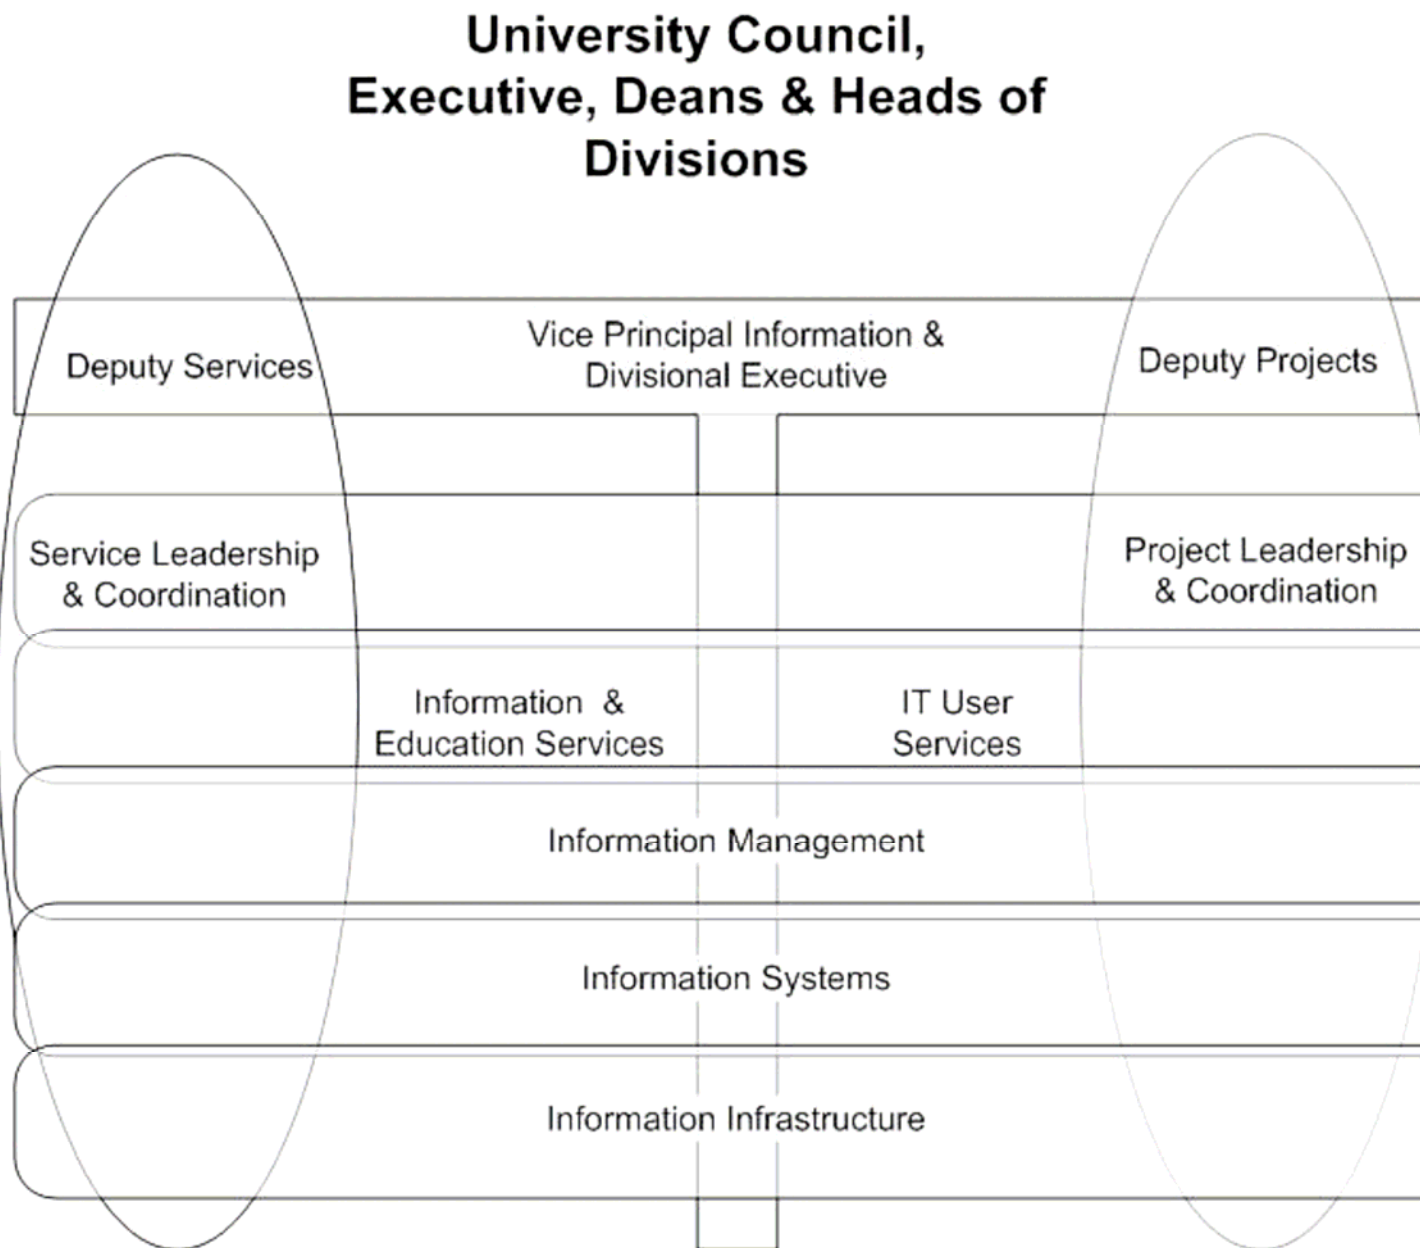 University Council,
Executive, Deans & Heads of
Divisions
Vice Principal Information &
Divisional Executive
Deputy Services
Deputy Projects
Service Leadership
& Coordination
Project Leadership
& Coordination
Information &
Education Services
IT User
Services
Information Management
Information Systems
Information Infrastructure